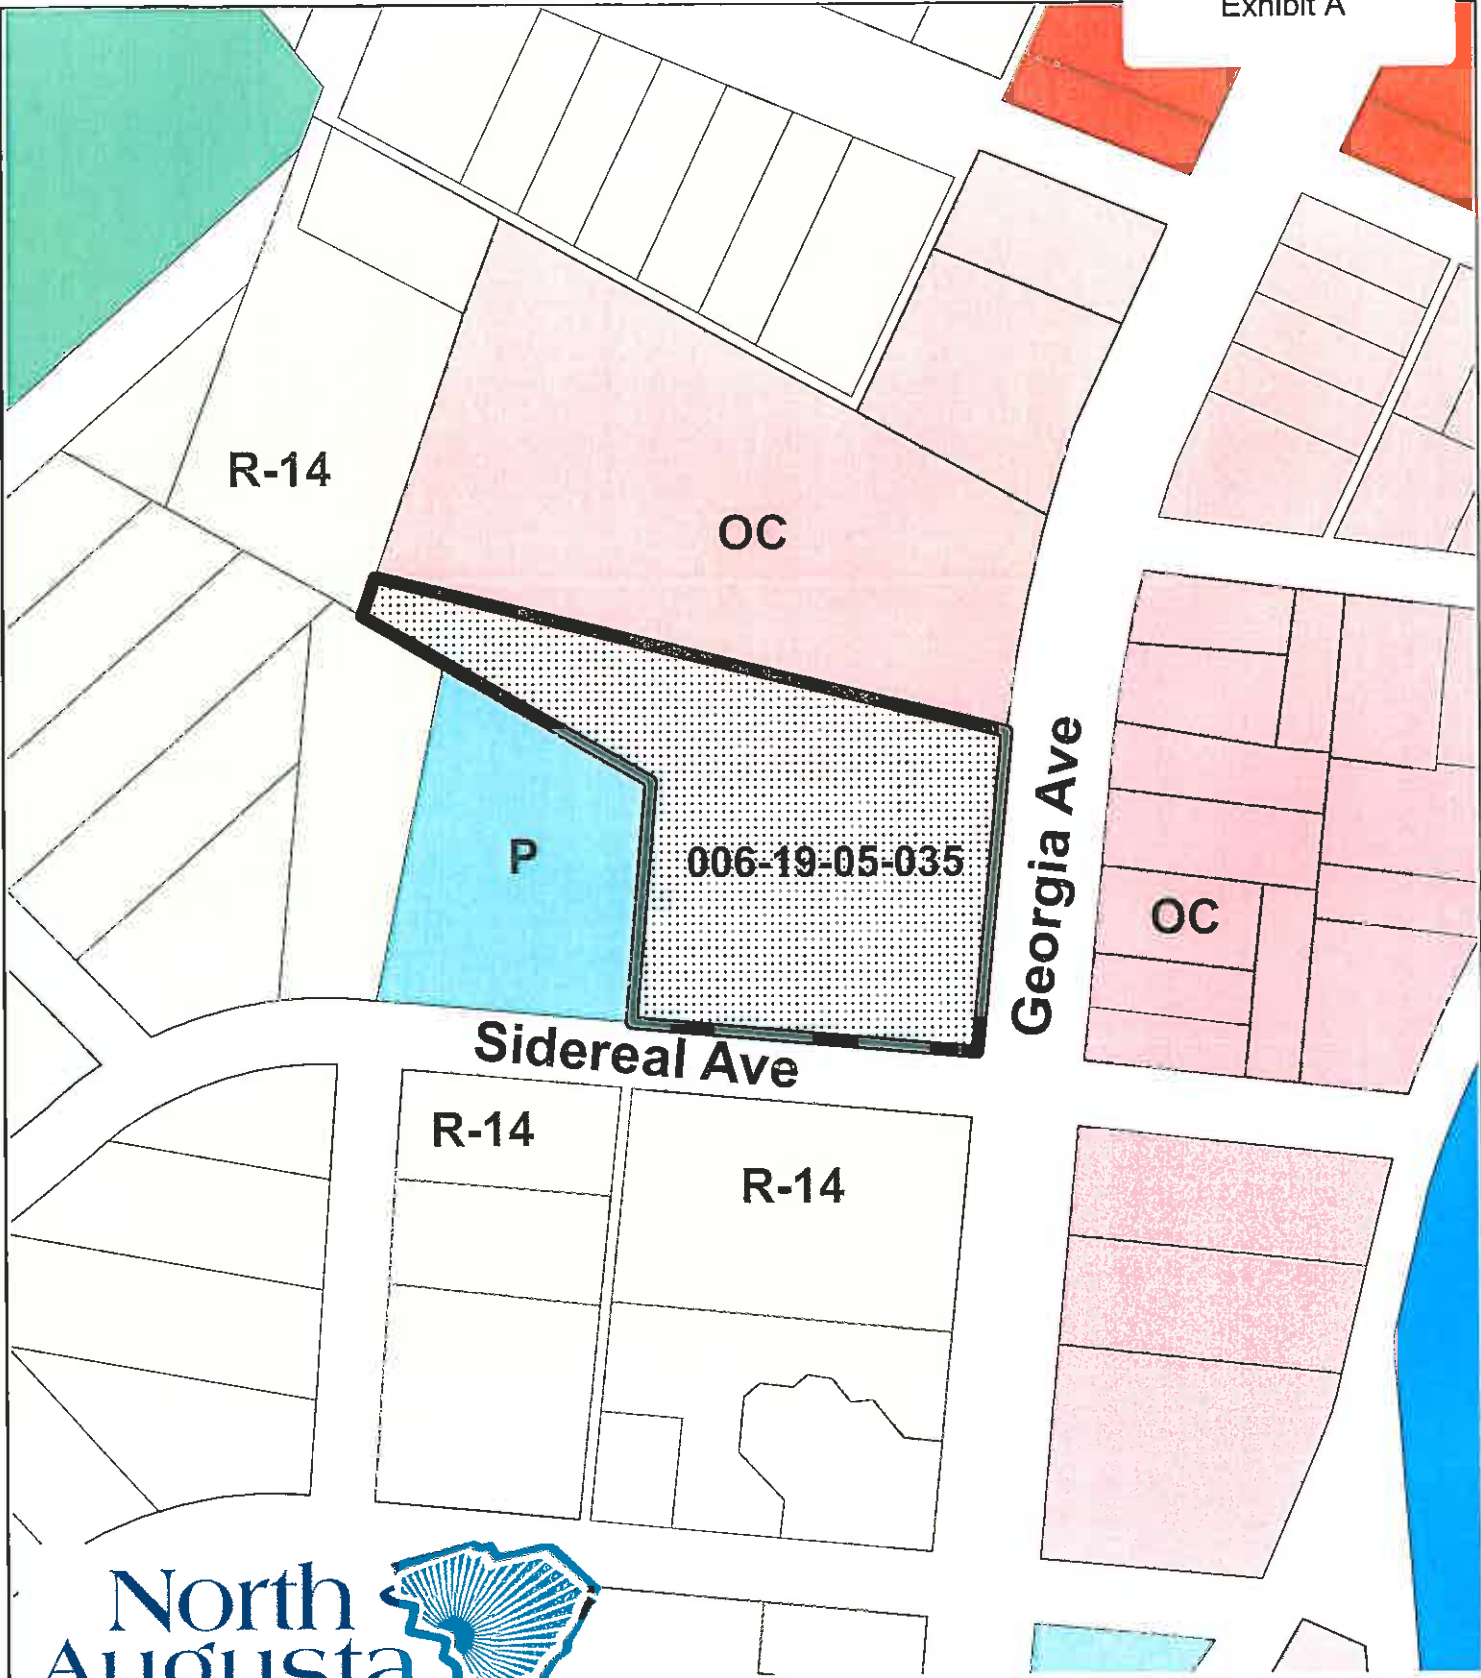 Exhibit A
R-14
OC
Georgia Ave
P
006-19-05-035
OC
Sidereal Ave
R-14
R-14
North
Augusta